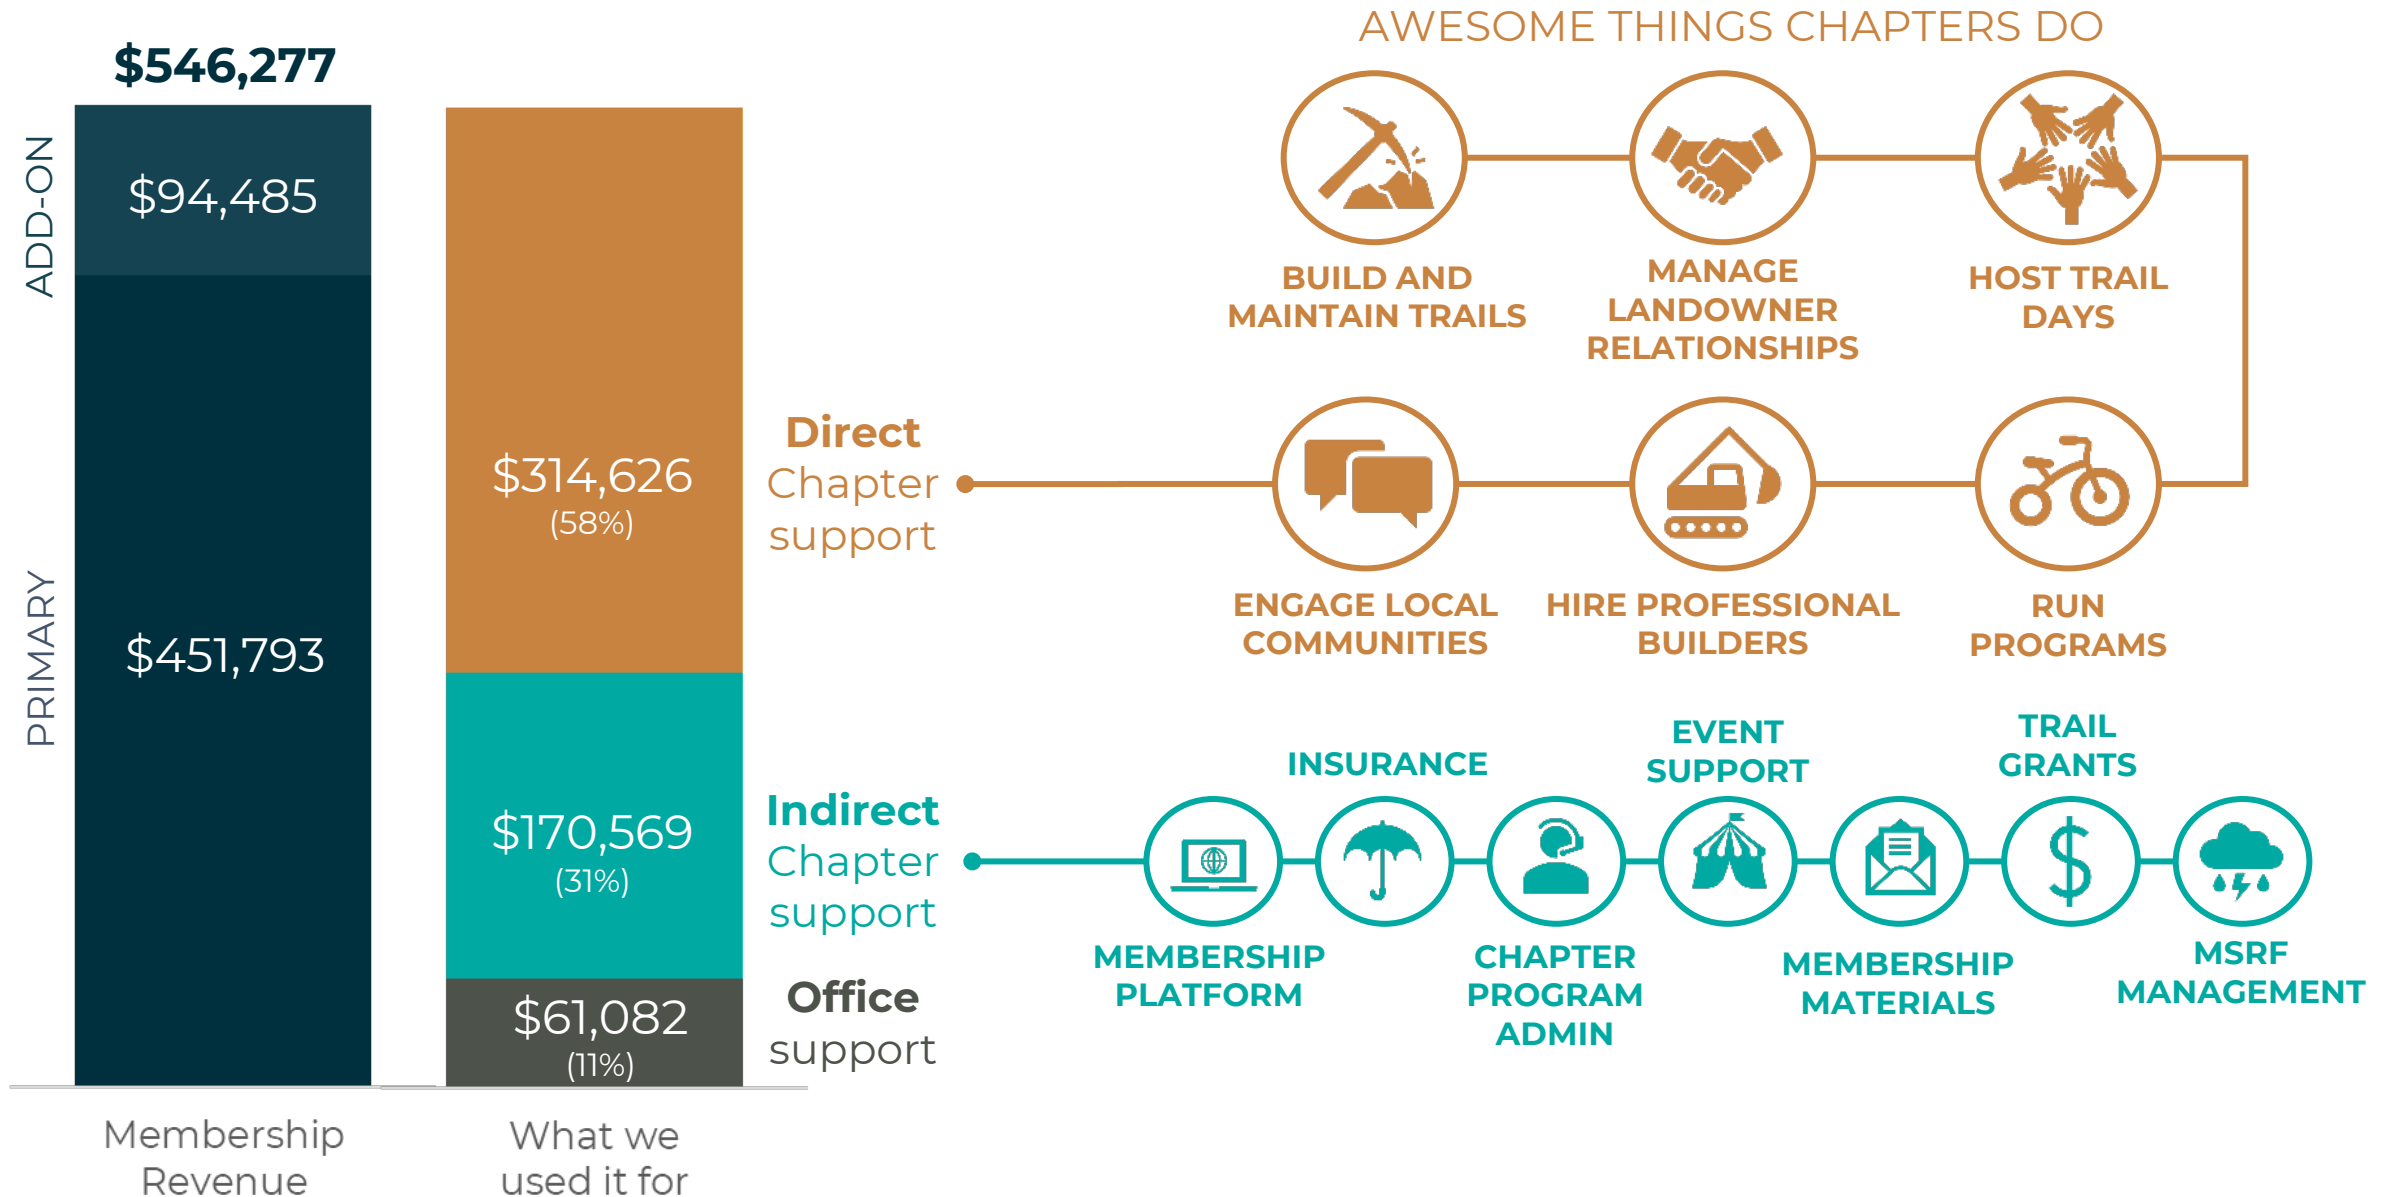 AWESOME THINGS CHAPTERS DO
$546,277
ADD-ON
$94,485
PRIMARY
$451,793
Membership
Revenue
$314,626
(58%)
$170,569
(31%)
$61,082
(11%)
What we
used it for
Direct
Chapter
support
BUILD AND
MAINTAIN TRAILS
MANAGE
LANDOWNER
RELATIONSHIPS
HOST TRAIL
DAYS
ENGAGE LOCAL
COMMUNITIES
HIRE PROFESSIONAL
BUILDERS
RUN
PROGRAMS
Indirect
Chapter
support
MEMBERSHIP
PLATFORM
INSURANCE
CHAPTER
PROGRAM
ADMIN
EVENT
SUPPORT
MEMBERSHIP
MATERIALS
TRAIL
GRANTS
MSRF
MANAGEMENT
Office
support